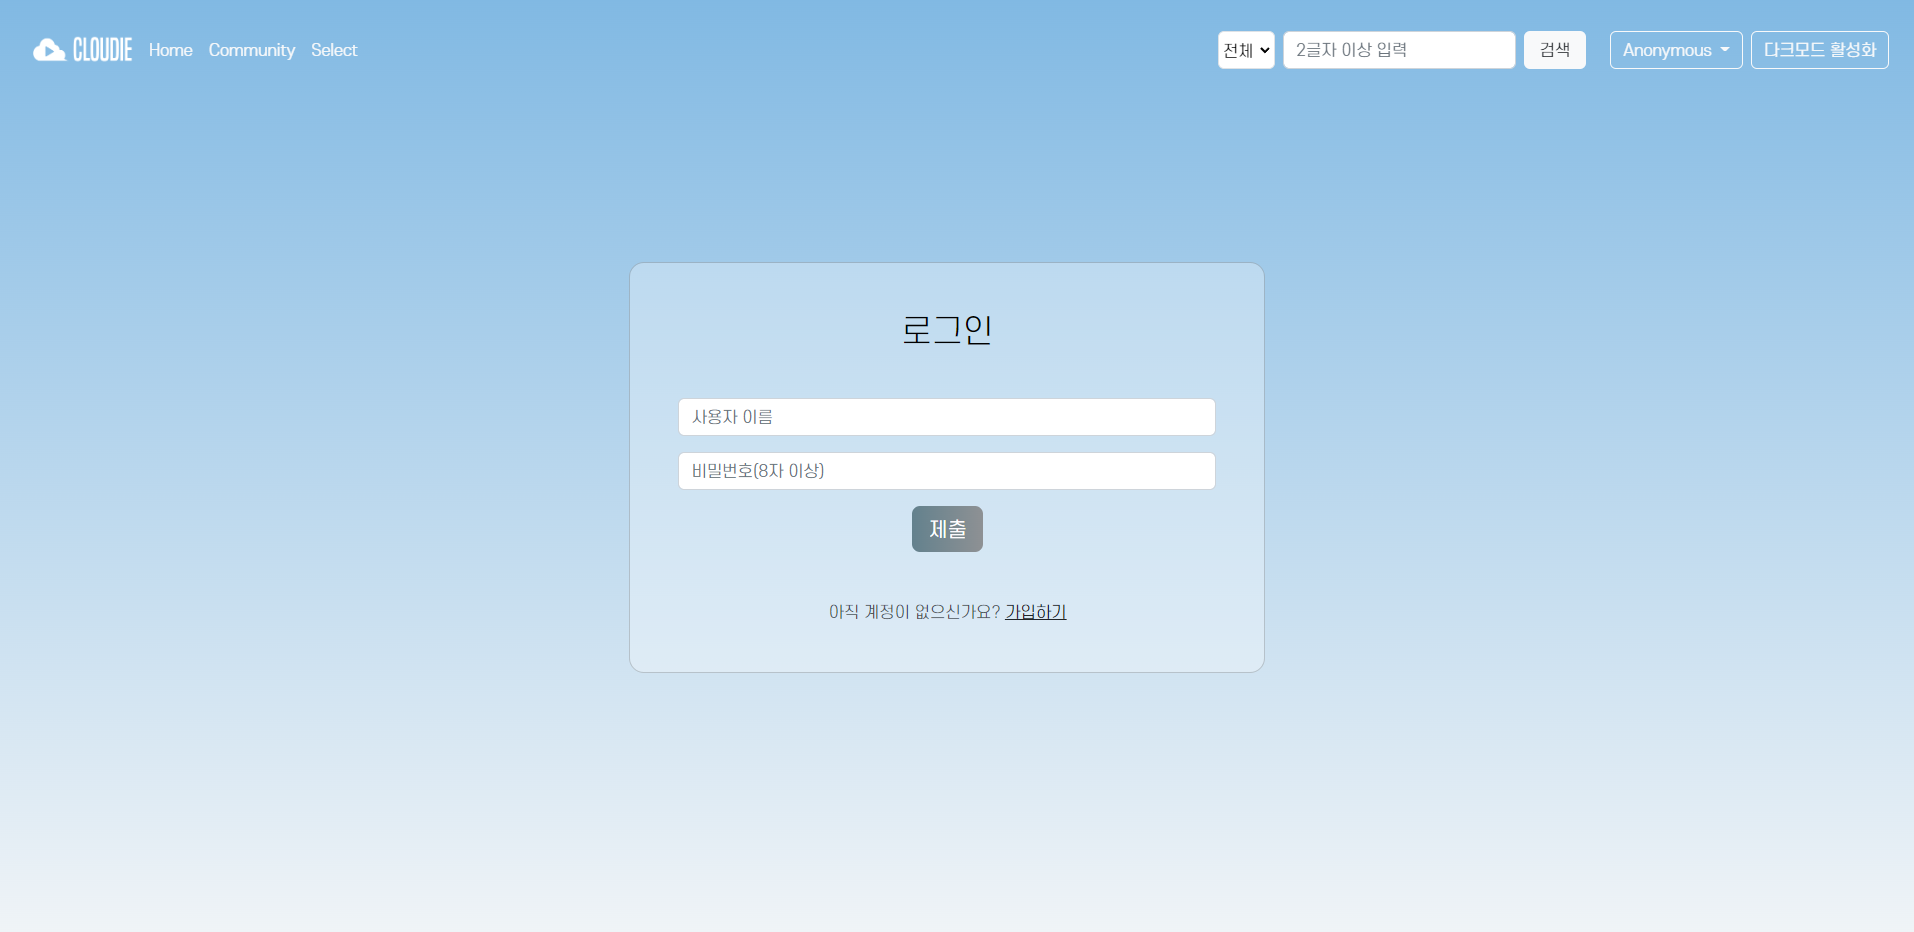 CLOUDIE Home Community Select 전체 2글자 이상 입력 검색 Anonymous 다크모드 활성화
로그인
사용자 이름
비밀번호(8자 이상)
제출
아직 계정이 없으신가요? 가입하기